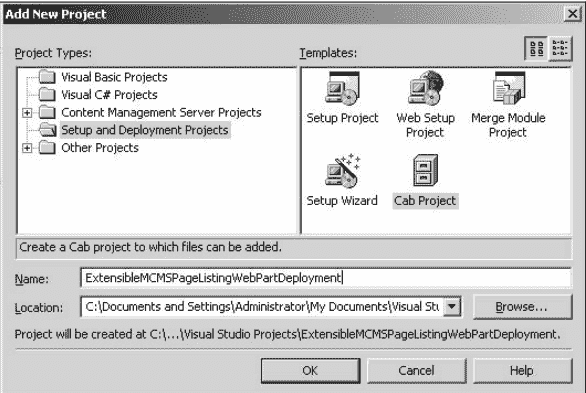 Add New Project
Project Types:
Templates:
Visual Basic Projects
Visual C# Projects
Content Management Server Projects
Setup and Deployment Projects
Other Projects
Setup Project
Web Setup Project
Merge Module Project
Setup Wizard
Cab Project
Create a Cab project to which files can be added.
Name: ExtensibleMCMSPageListingWebPartDeployment
Location: C:\Documents and Settings\Administrator\My Documents\Visual Stu Browse...
Project will be created at C:\...\Visual Studio Projects\ExtensibleMCMSPageListingWebPartDeployment.
OK Cancel Help